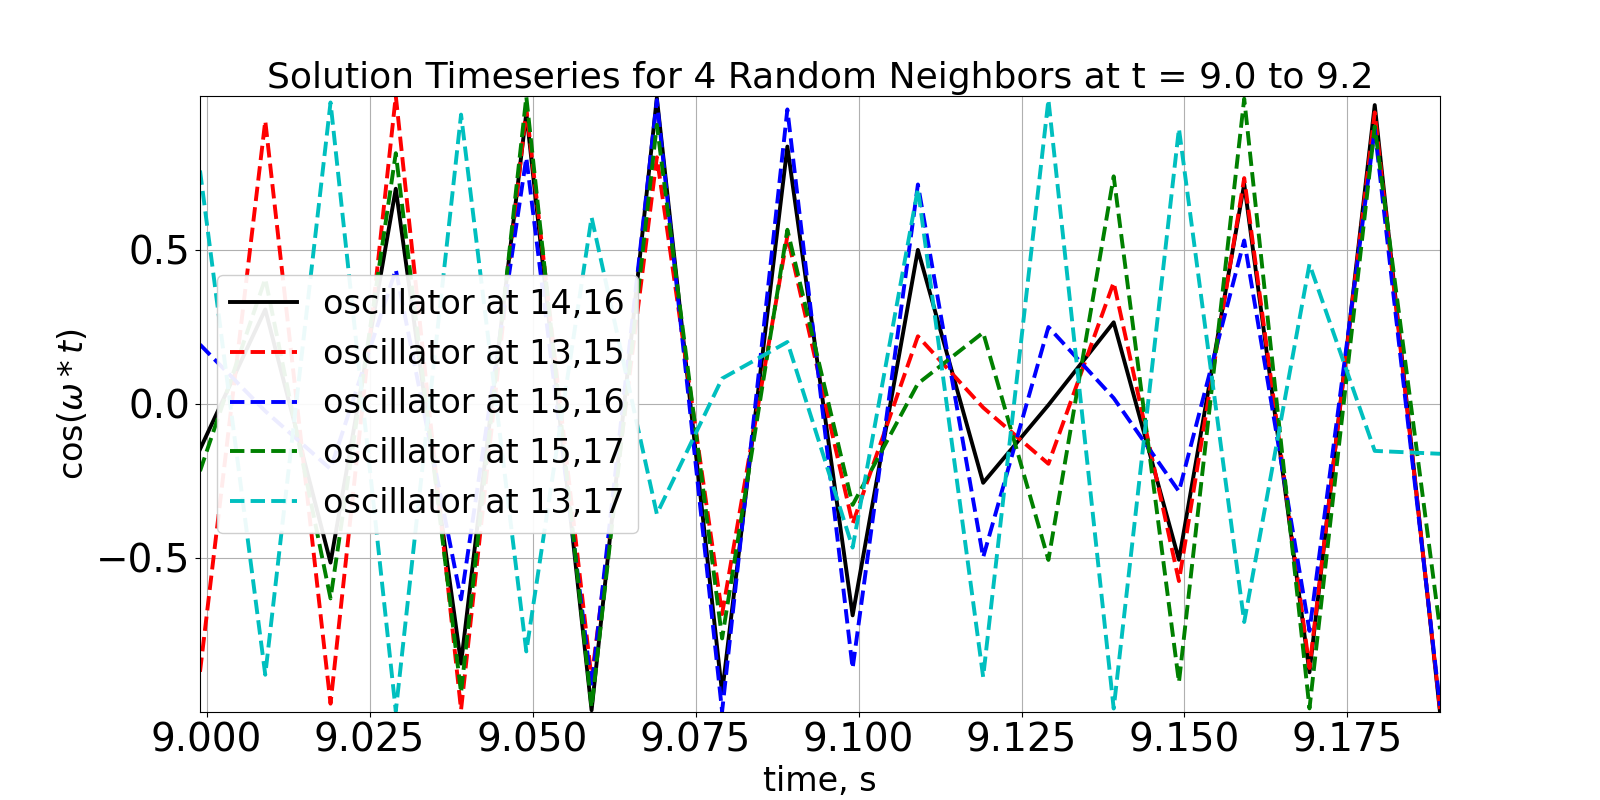 Solution Timeseries for 4 Random Neighbors at t = 9.0 to 9.2
cos(ω * t)
0.5
0.0
−0.5
oscillator at 14,16
oscillator at 13,15
oscillator at 15,16
oscillator at 15,17
oscillator at 13,17
9.000 9.025 9.050 9.075 9.100 9.125 9.150 9.175
time, s